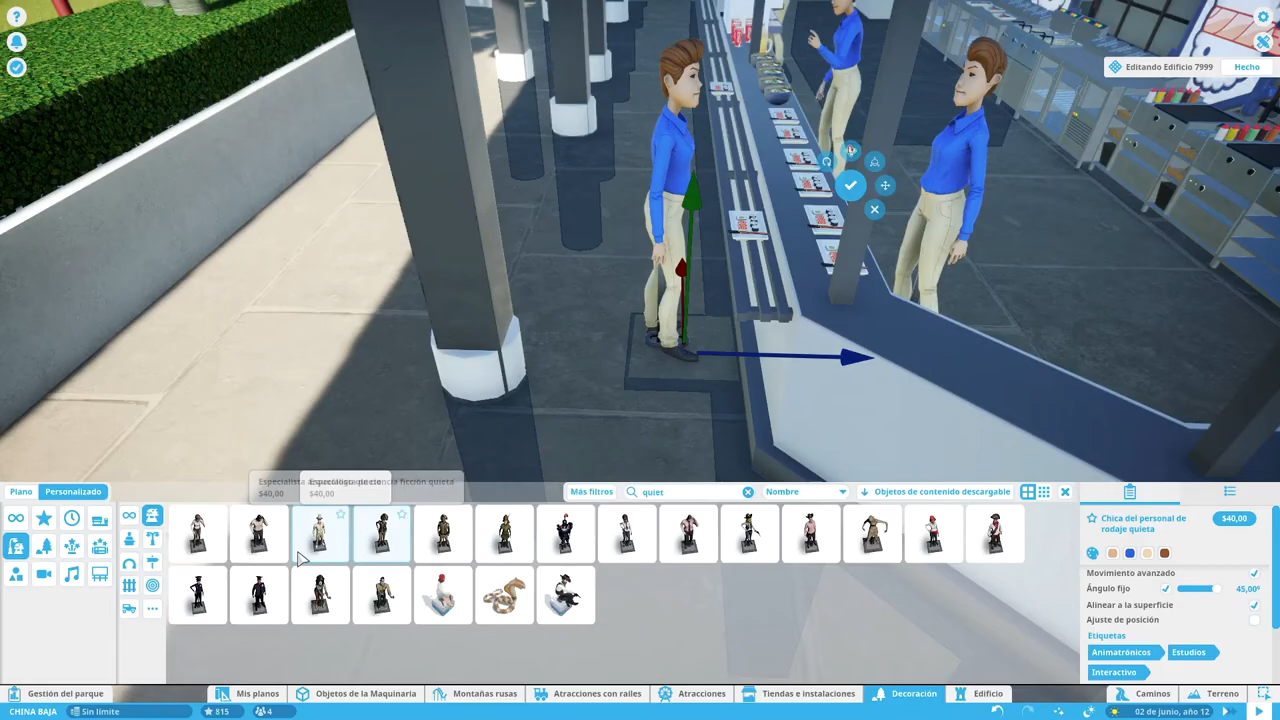 Editando Edificio 7999
Hecho
$40,00
$40,00
Plano
Personalizado
Más filtros
quiet
Nombre
Objetos de contenido descargable
Chica del personal de rodaje quieta
$40,00
Movimiento avanzado
Ángulo fijo
45,00°
Alinear a la superficie
Ajuste de posición
Etiquetas
Animatrónicos
Estudios
Interactivo
Gestión del parque
Mis planos
Objetos de la Maquinaria
Montañas rusas
Atracciones con railes
Atracciones
Tiendas e instalaciones
Decoración
Edificio
Caminos
Terreno
CHINA BAJA
Sin límite
815
4
02 de junio, año 12